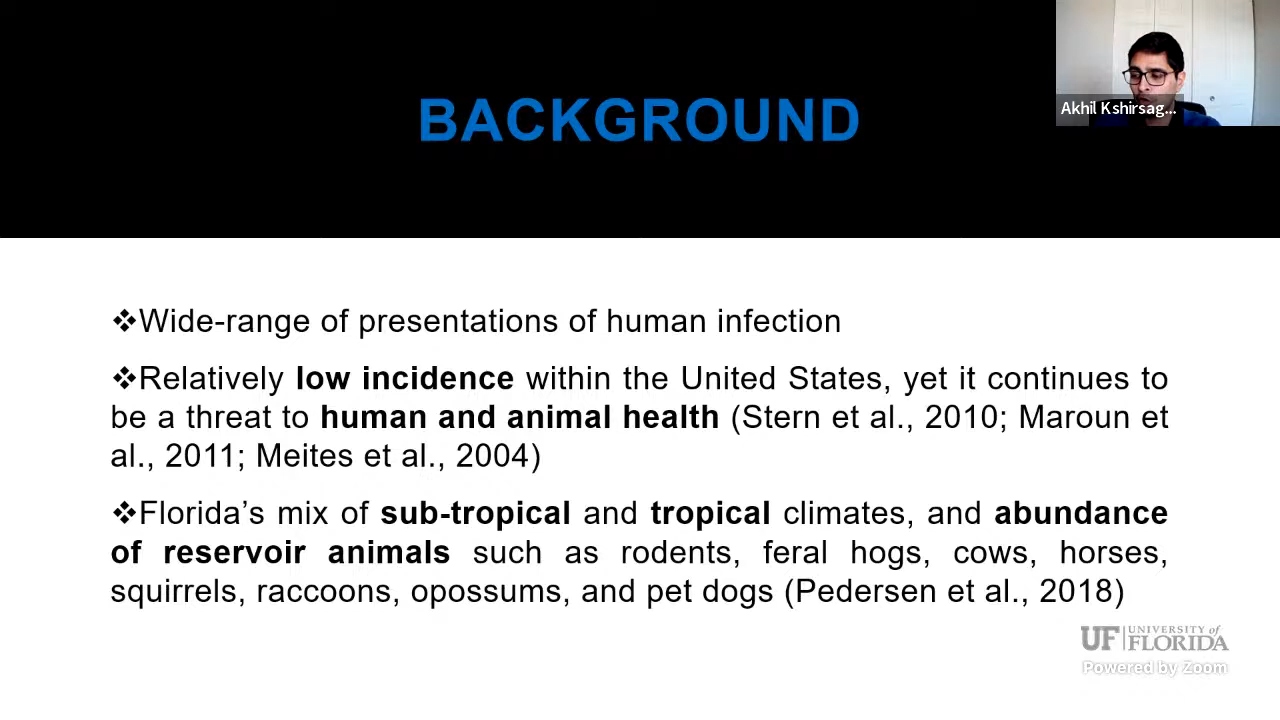 BACKGROUND
Akhil Kshirsag...
❖Wide-range of presentations of human infection
❖Relatively low incidence within the United States, yet it continues to
be a threat to human and animal health (Stern et al., 2010; Maroun et
al., 2011; Meites et al., 2004)
❖Florida’s mix of sub-tropical and tropical climates, and abundance
of reservoir animals such as rodents, feral hogs, cows, horses,
squirrels, raccoons, opossums, and pet dogs (Pedersen et al., 2018)
UF UNIVERSITY of
FLORIDA
Powered by Zoom